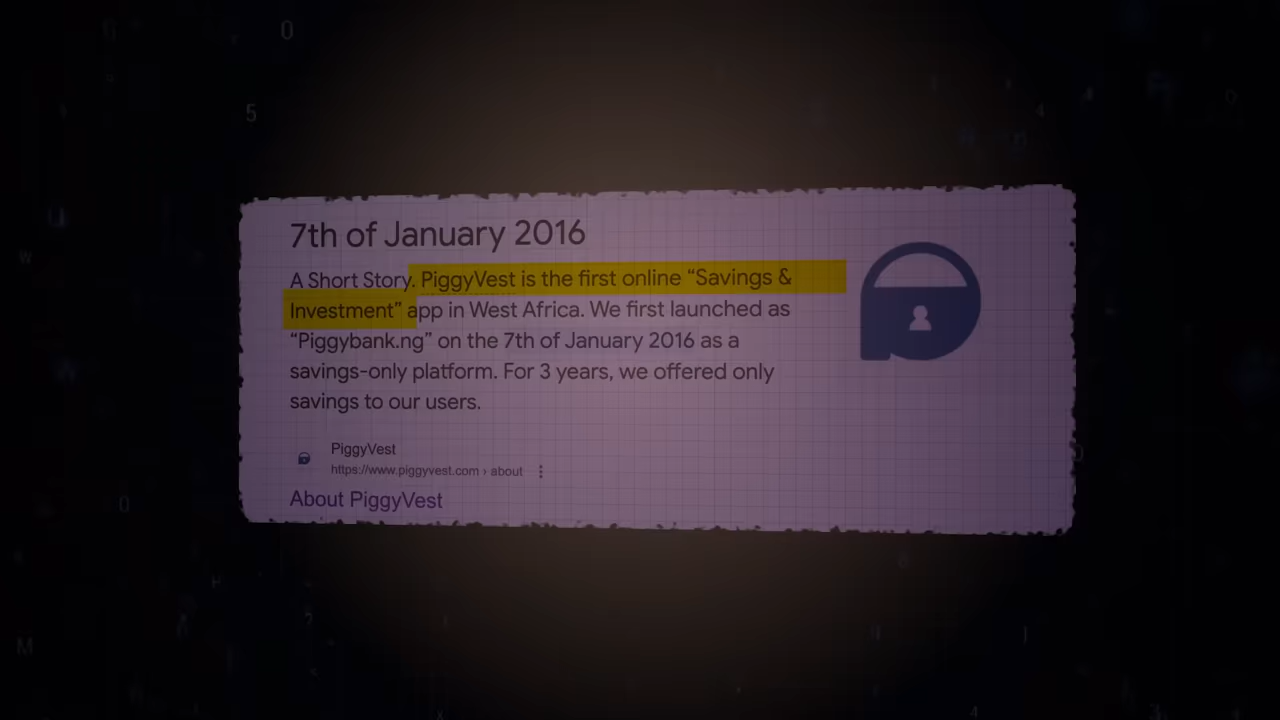 7th of January 2016
A Short Story. PiggyVest is the first online “Savings &
Investment” app in West Africa. We first launched as
“Piggybank.ng” on the 7th of January 2016 as a
savings-only platform. For 3 years, we offered only
savings to our users.
PiggyVest
https://www.piggyvest.com › about
About PiggyVest